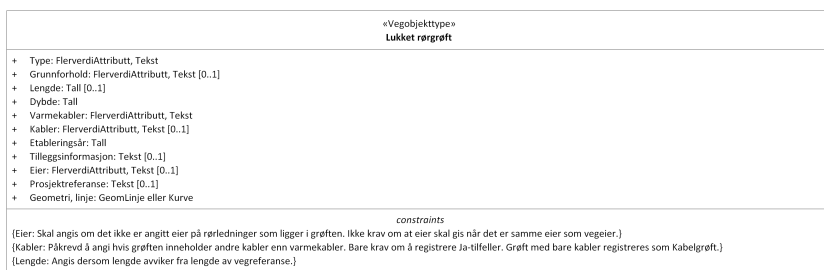 «Vegobjekttype»
Lukket rørgrøft
+ Type: FlerverdiAttributt, Tekst
+ Grunnforhold: FlerverdiAttributt, Tekst [0..1]
+ Lengde: Tall [0..1]
+ Dybde: Tall
+ Varmekabler: FlerverdiAttributt, Tekst
+ Kabler: FlerverdiAttributt, Tekst [0..1]
+ Etableringsår: Tall
+ Tilleggsinformasjon: Tekst [0..1]
+ Eier: FlerverdiAttributt, Tekst [0..1]
+ Prosjektreferanse: Tekst [0..1]
+ Geometri, linje: GeomLinje eller Kurve
constraints
{Eier: Skal angis om det ikke er angitt eier på rørledninger som ligger i grøften. Ikke krav om at eier skal gis når det er samme eier som vegeier.}
{Kabler: Påkrevd å angi hvis grøften inneholder andre kabler enn varmekabler. Bare krav om å registrere Ja-tilfeller. Grøft med bare kabler registreres som Kabelgrøft.}
{Lengde: Angis dersom lengde avviker fra lengde av vegreferanse.}